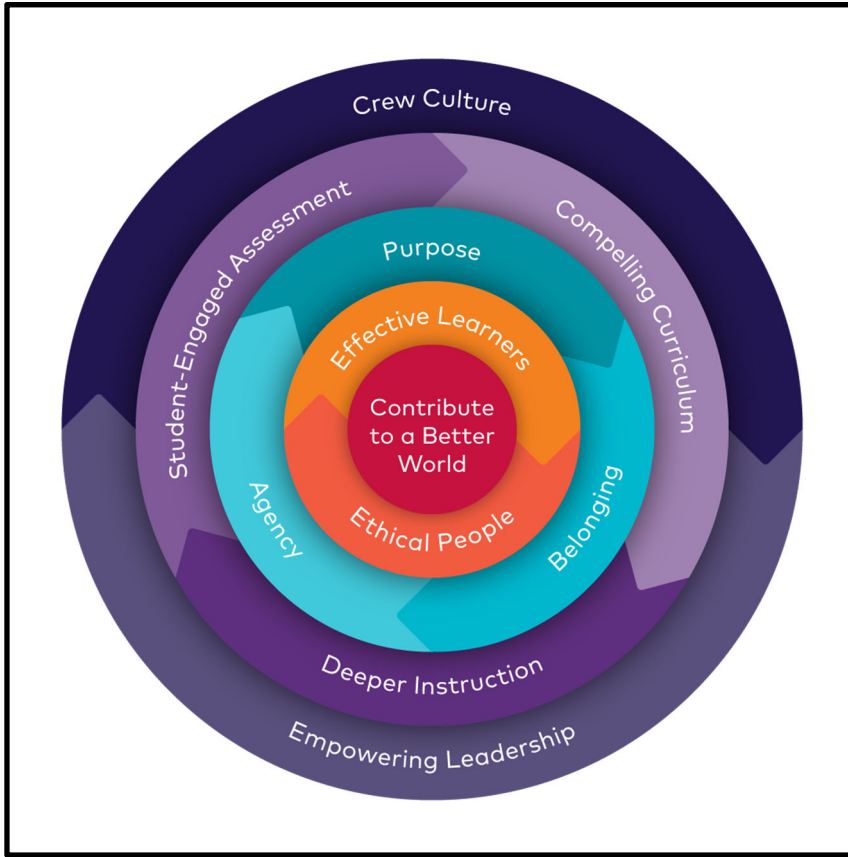 Crew Culture
Student-Engaged Assessment
Compelling Curriculum
Purpose
Effective Learners
Contribute
to a Better
World
Ethical People
Agency
Belonging
Deeper Instruction
Empowering Leadership